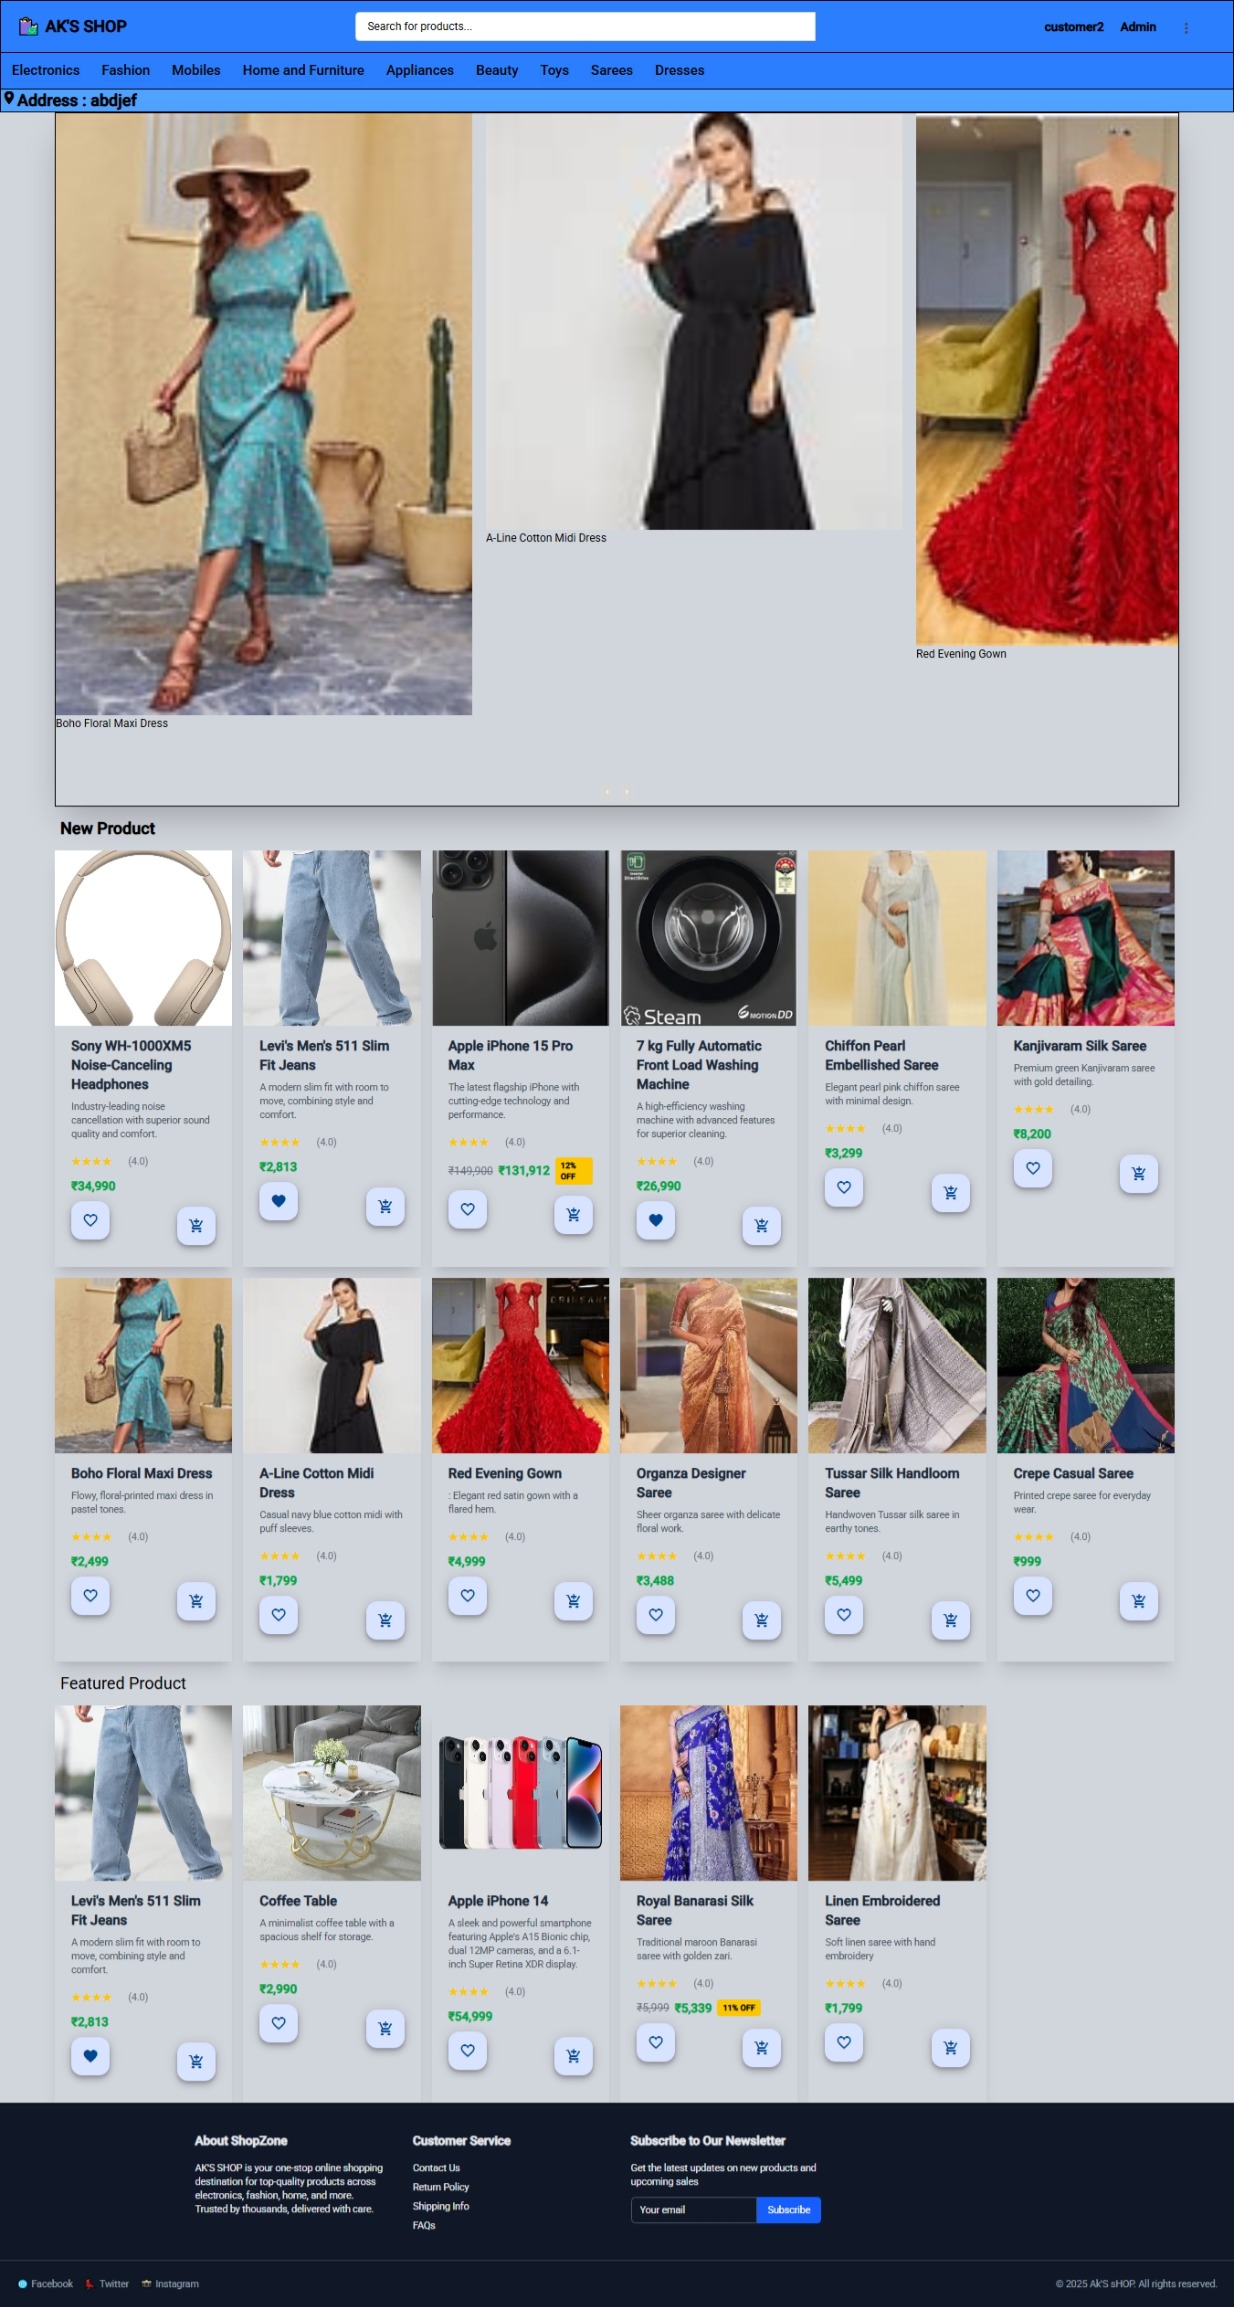 AK'S SHOP
Search for products...
customer2 Admin
Electronics Fashion Mobiles Home and Furniture Appliances Beauty Toys Sarees Dresses
Address : abdjef
A-Line Cotton Midi Dress
Red Evening Gown
Boho Floral Maxi Dress
New Product
Steam
MOTION DD
Sony WH-1000XM5
Noise-Canceling
Headphones
Industry-leading noise
cancellation with superior sound
quality and comfort.
(4.0)
₹34,990
Levi's Men's 511 Slim
Fit Jeans
A modern slim fit with room to
move, combining style and
comfort.
(4.0)
₹2,813
Apple iPhone 15 Pro
Max
The latest flagship iPhone with
cutting-edge technology and
performance.
(4.0)
₹149,900 ₹131,912 12%
OFF
7 kg Fully Automatic
Front Load Washing
Machine
A high-efficiency washing
machine with advanced features
for superior cleaning.
(4.0)
₹26,990
Chiffon Pearl
Embellished Saree
Elegant pearl pink chiffon saree
with minimal design.
(4.0)
₹3,299
Kanjivaram Silk Saree
Premium green Kanjivaram saree
with gold detailing.
(4.0)
₹8,200
Boho Floral Maxi Dress
Flowy, floral-printed maxi dress in
pastel tones.
(4.0)
₹2,499
A-Line Cotton Midi
Dress
Casual navy blue cotton midi with
puff sleeves.
(4.0)
₹1,799
Red Evening Gown
: Elegant red satin gown with a
flared hem.
(4.0)
₹4,999
Organza Designer
Saree
Sheer organza saree with delicate
floral work.
(4.0)
₹3,488
Tussar Silk Handloom
Saree
Handwoven Tussar silk saree in
earthy tones.
(4.0)
₹5,499
Crepe Casual Saree
Printed crepe saree for everyday
wear.
(4.0)
₹999
Featured Product
Levi's Men's 511 Slim
Fit Jeans
A modern slim fit with room to
move, combining style and
comfort.
(4.0)
₹2,813
Coffee Table
A minimalist coffee table with a
spacious shelf for storage.
(4.0)
₹2,990
Apple iPhone 14
A sleek and powerful smartphone
featuring Apple's A15 Bionic chip,
dual 12MP cameras, and a 6.1-
inch Super Retina XDR display.
(4.0)
₹54,999
Royal Banarasi Silk
Saree
Traditional maroon Banarasi
saree with golden zari.
(4.0)
₹5,999 ₹5,339 11% OFF
Linen Embroidered
Saree
Soft linen saree with hand
embroidery
(4.0)
₹1,799
About ShopZone
AK'S SHOP is your one-stop online shopping
destination for top-quality products across
electronics, fashion, home, and more.
Trusted by thousands, delivered with care.
Customer Service
Contact Us
Return Policy
Shipping Info
FAQs
Subscribe to Our Newsletter
Get the latest updates on new products and
upcoming sales
Your email Subscribe
Facebook Twitter Instagram
© 2025 Ak'S sHOP. All rights reserved.